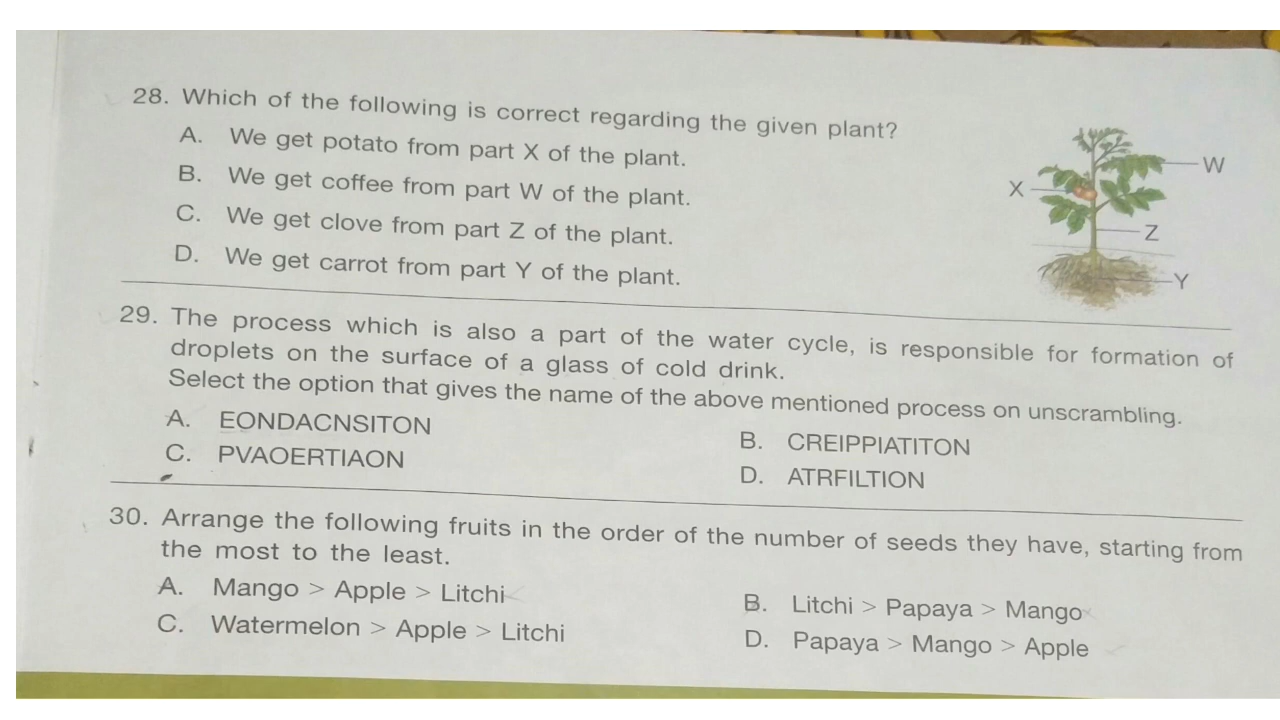 28. Which of the following is correct regarding the given plant?
A. We get potato from part X of the plant.
B. We get coffee from part W of the plant.
C. We get clove from part Z of the plant.
D. We get carrot from part Y of the plant.
W
X
Z
Y
29. The process which is also a part of the water cycle, is responsible for formation of
droplets on the surface of a glass of cold drink.
Select the option that gives the name of the above mentioned process on unscrambling.
A. EONDACNSITON
B. CREIPPIATITON
C. PVAOERTIAON
D. ATRFILTION
30. Arrange the following fruits in the order of the number of seeds they have, starting from
the most to the least.
A. Mango > Apple > Litchi
B. Litchi > Papaya > Mango
C. Watermelon > Apple > Litchi
D. Papaya > Mango > Apple